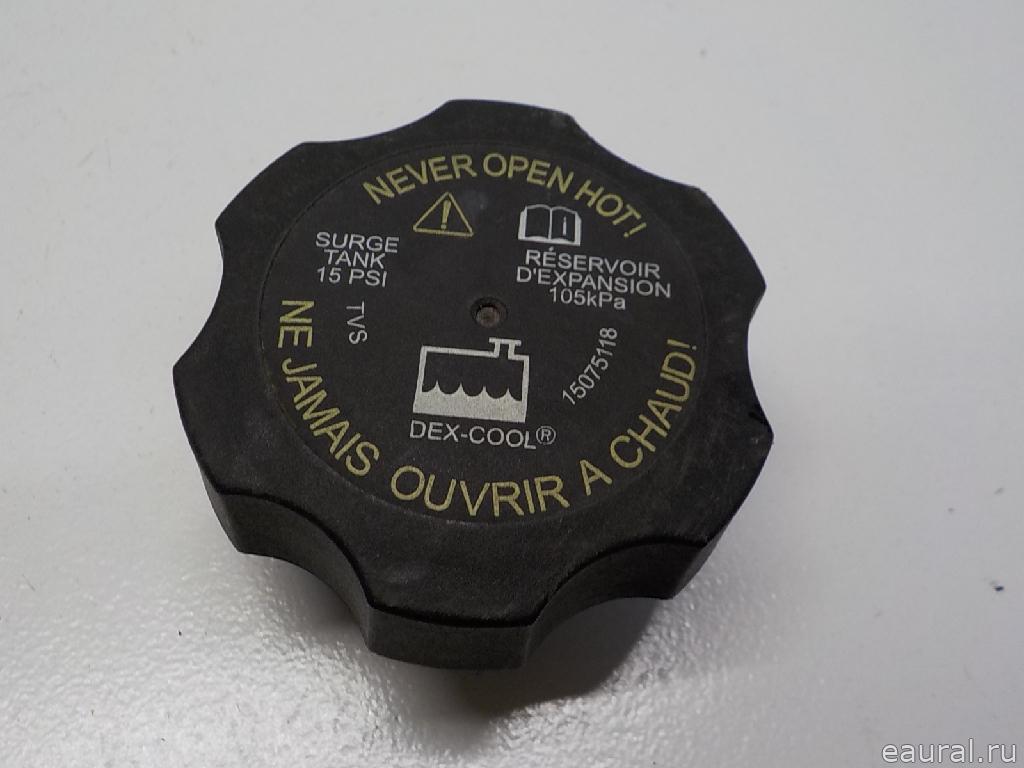 NEVER OPEN HOT!
SURGE
TANK
15 PSI
RÉSERVOIR
D'EXPANSION
105kPa
TVS
15075118
DEX-COOL®
NE JAMAIS OUVRIR A CHAUD!
eaural.ru